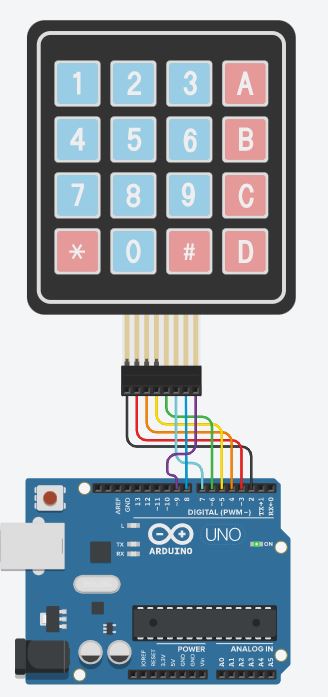 1 2 3 A
4 5 6 B
7 8 9 C
* 0 # D
AREF
GND
13
12
~11
~10
~9
8
7
~6
~5
4
~3
2
TX→1
RX←0
DIGITAL (PWM~)
L
TX
RX
UNO
ON
ARDUINO
POWER
ANALOG IN
IOREF
RESET
3.3V
5V
GND
GND
Vin
A0
A1
A2
A3
A4
A5